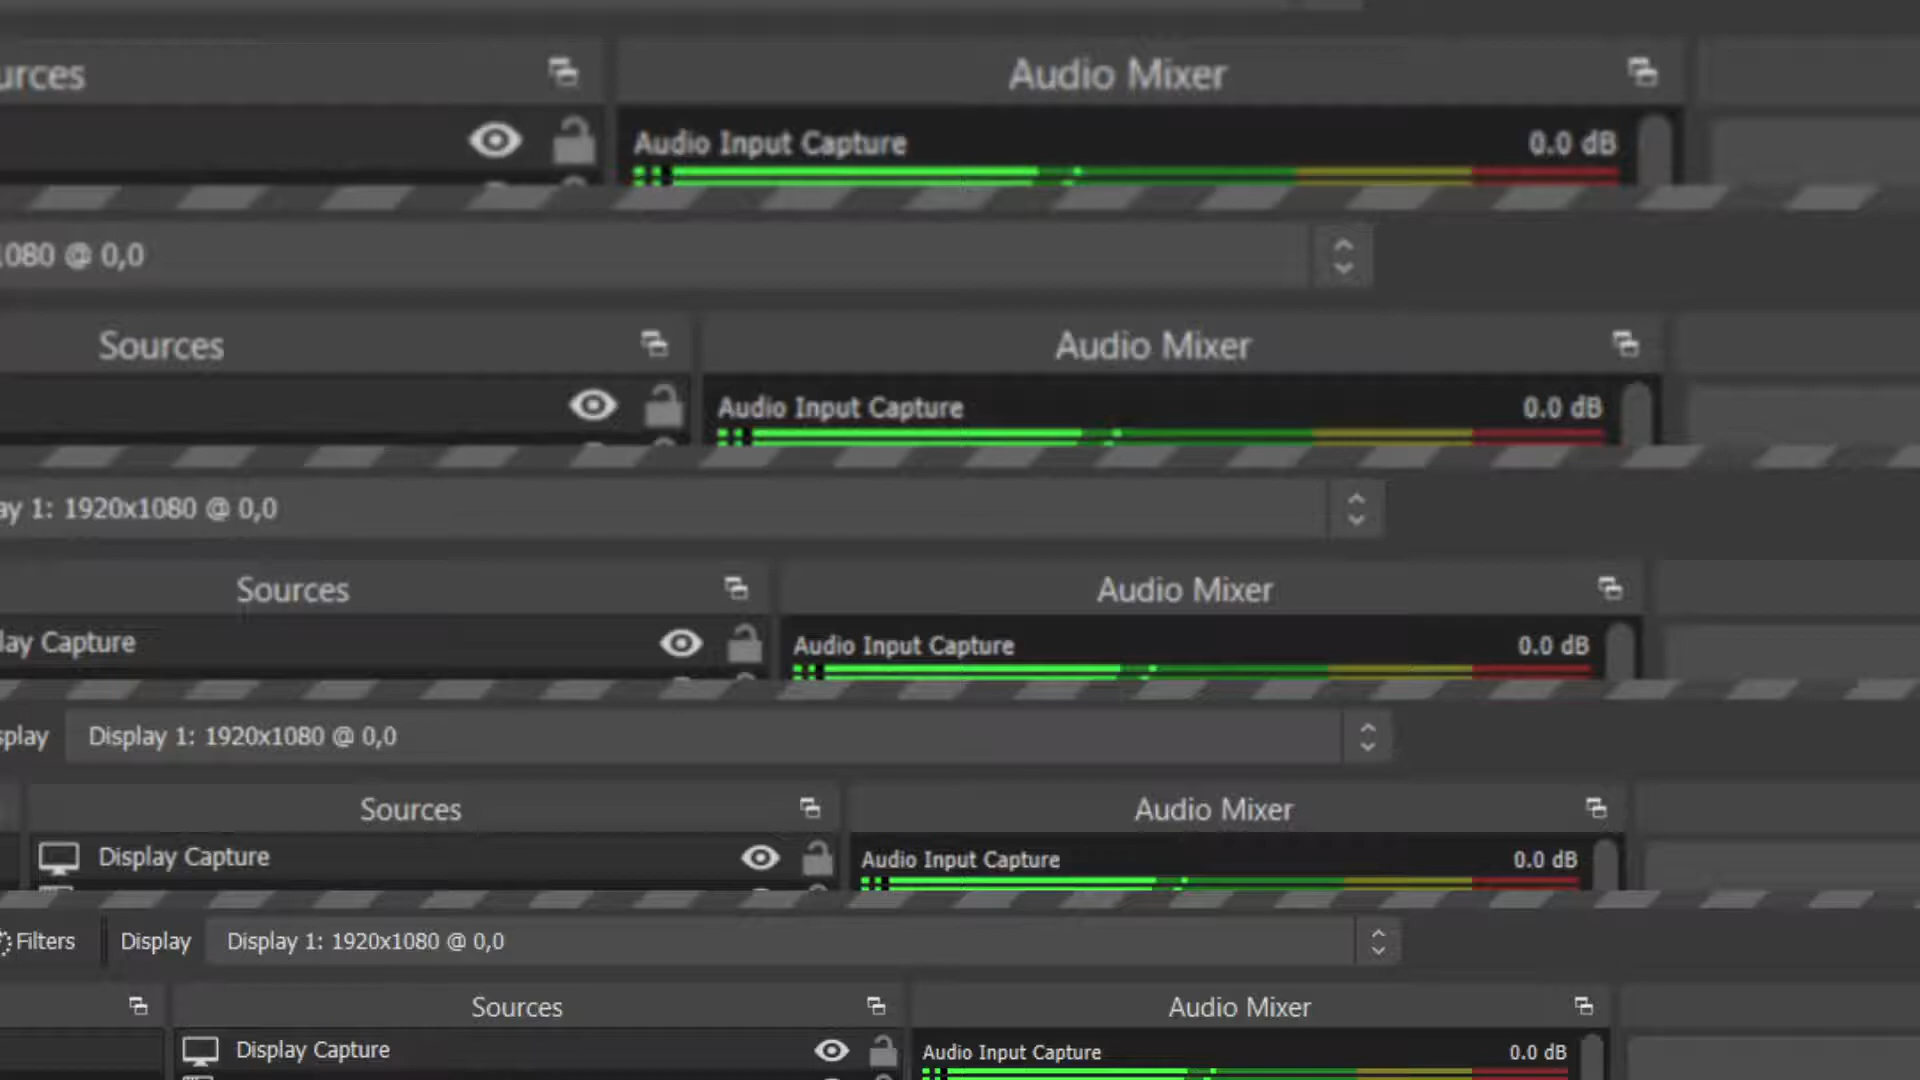 urces Audio Mixer
Audio Input Capture 0.0 dB
1080 @ 0,0
Sources Audio Mixer
Audio Input Capture 0.0 dB
ay 1: 1920x1080 @ 0,0
Sources Audio Mixer
lay Capture Audio Input Capture 0.0 dB
splay Display 1: 1920x1080 @ 0,0
Sources Audio Mixer
Display Capture Audio Input Capture 0.0 dB
Filters Display Display 1: 1920x1080 @ 0,0
Sources Audio Mixer
Display Capture Audio Input Capture 0.0 dB